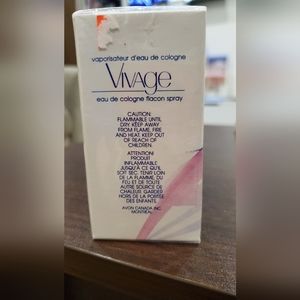 vaporisateur d'eau de cologne
VIVAGE
eau de cologne flacon spray
CAUTION:
FLAMMABLE UNTIL
DRY. KEEP AWAY
FROM FLAME, FIRE
AND HEAT. KEEP OUT
OF REACH OF
CHILDREN.
ATTENTION:
PRODUIT
INFLAMMABLE
JUSQU'À CE QU'IL
SOIT SEC. TENIR LOIN
DE LA FLAMME, DU
FEU ET DE TOUTE
AUTRE SOURCE DE
CHALEUR. GARDER
HORS DE LA PORTÉE
DES ENFANTS.
AVON CANADA INC.
MONTRÉAL